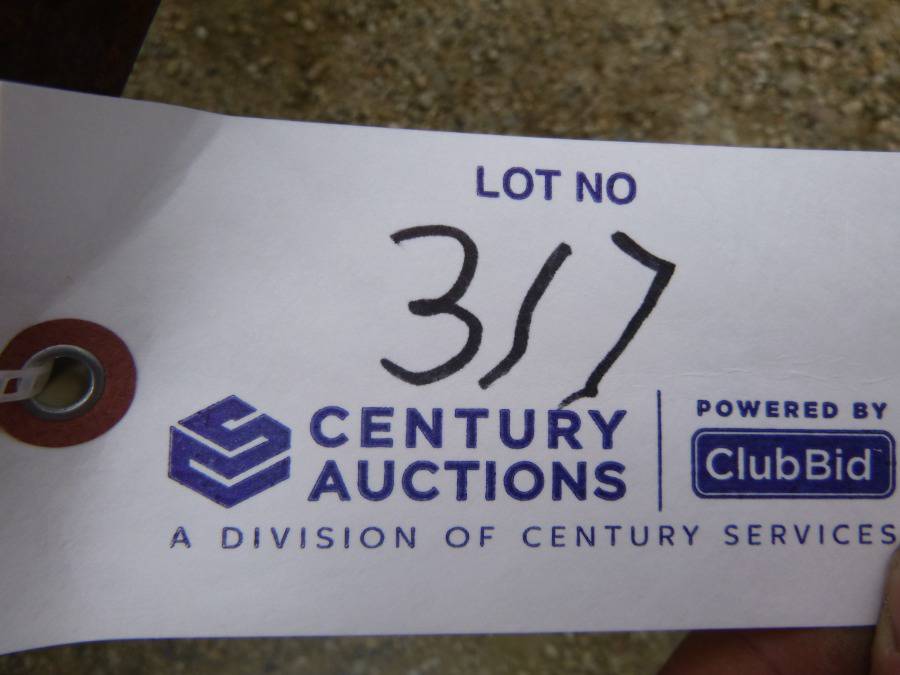 LOT NO
317
CENTURY
AUCTIONS
A DIVISION OF CENTURY SERVICES
POWERED BY
ClubBid